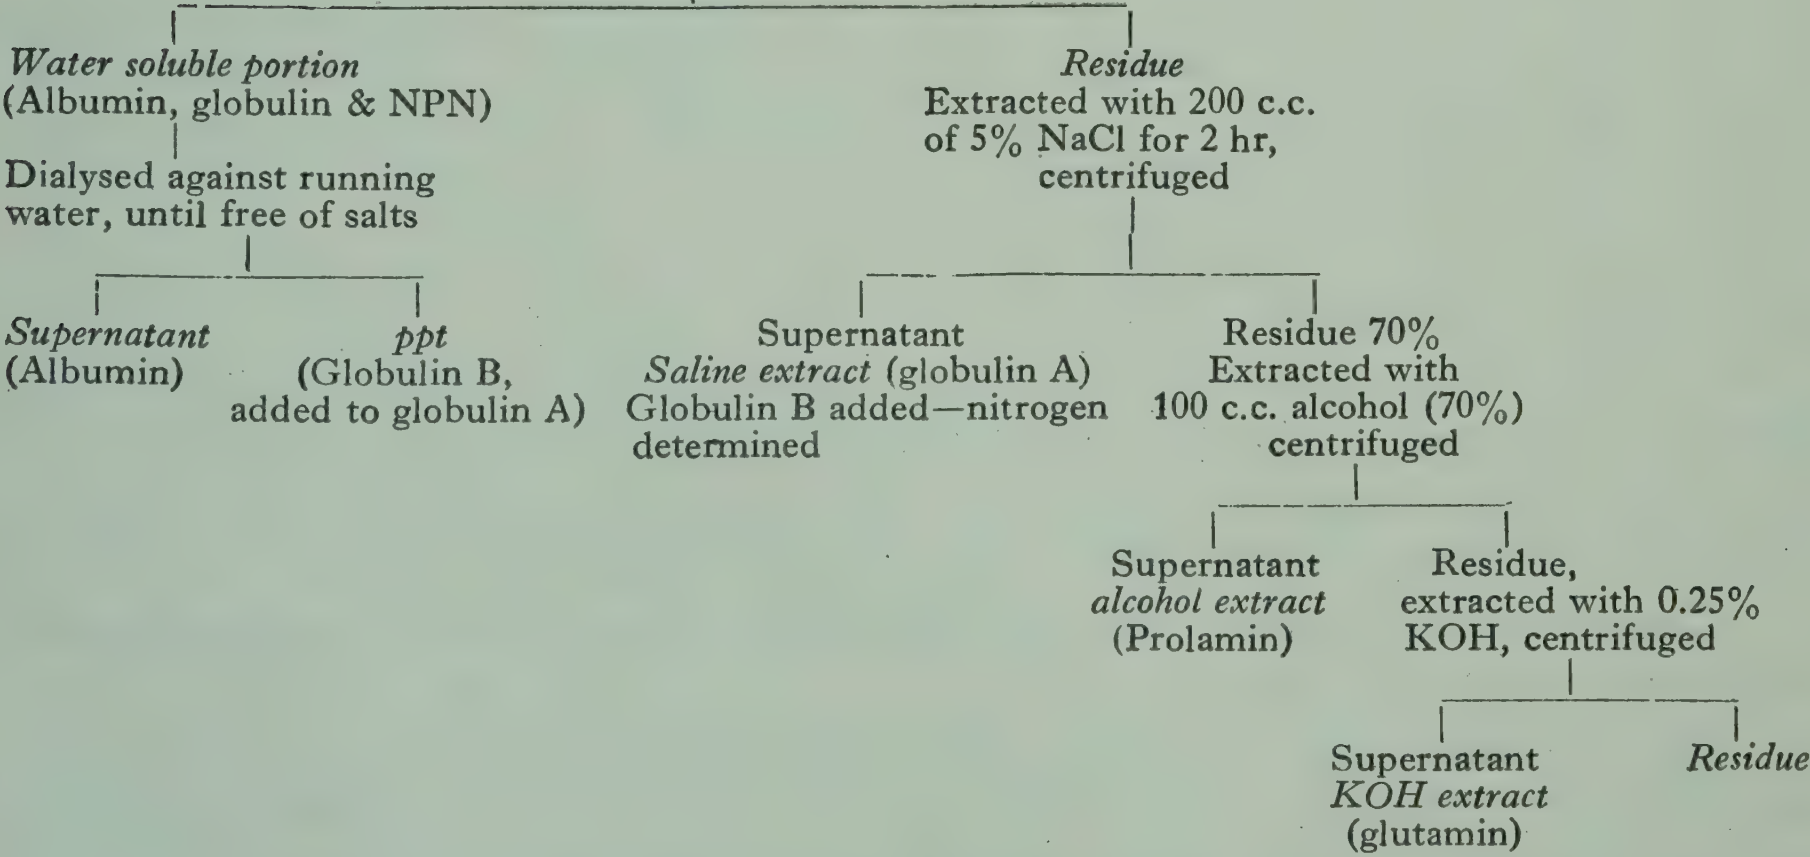 Water soluble portion
(Albumin, globulin & NPN)
Dialysed against running
water, until free of salts
Supernatant
(Albumin)
ppt
(Globulin B,
added to globulin A)
Residue
Extracted with 200 c.c.
of 5% NaCl for 2 hr,
centrifuged
Supernatant
Saline extract (globulin A)
Globulin B added—nitrogen
determined
Residue 70%
Extracted with
100 c.c. alcohol (70%)
centrifuged
Supernatant
alcohol extract
(Prolamin)
Residue,
extracted with 0.25%
KOH, centrifuged
Supernatant
KOH extract
(glutamin)
Residue